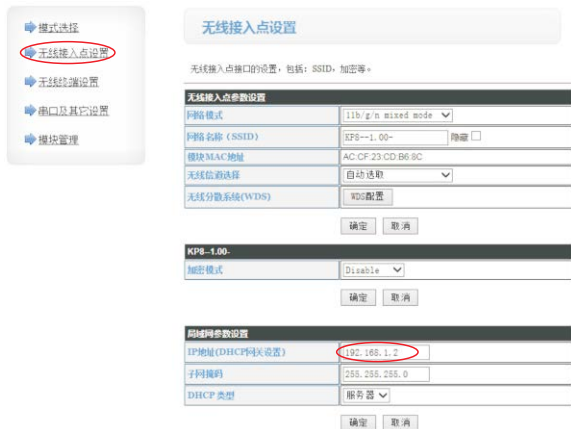 模式选择
无线接入点设置
无线终端设置
串口及其它设置
模块管理
无线接入点设置
无线接入点接口的设置，包括：SSID，加密等。
无线接入点参数设置
网络模式 11b/g/n mixed mode
网络名称（SSID） KP8--1.00- 隐藏
模块MAC地址 AC:CF:23:CD:B6:8C
无线信道选择 自动选取
无线分散系统(WDS) WDS配置
确定 取消
KP8--1.00-
加密模式 Disable
确定 取消
局域网参数设置
IP地址(DHCP网关设置) 192.168.1.2
子网掩码 255.255.255.0
DHCP 类型 服务器
确定 取消